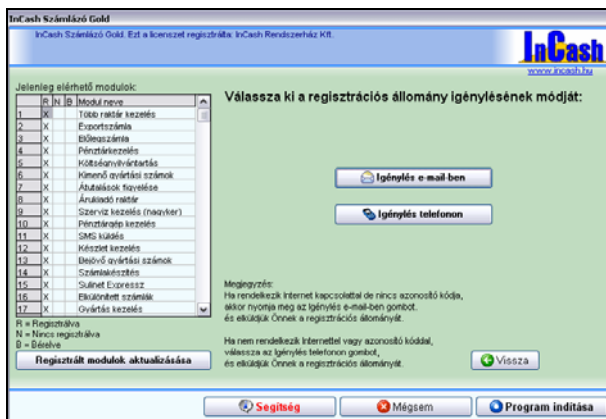 InCash Számlázó Gold
InCash Számlázó Gold. Ezt a licenszet regisztrálta: InCash Rendszerház Kft.
InCash
www.incash.hu
Jelenleg elérhető modulok:
R N B Modul neve
1 X Több raktár kezelés
2 X Exportszámla
3 X Előlegszámla
4 X Pénztárkezelés
5 X Költségnyilvántartás
6 X Kimenő gyártási számok
7 X Átutalások figyelése
8 X Árukiadó raktár
9 X Szerviz kezelés (nagyker)
10 X Pénztárgép kezelés
11 X SMS küldés
12 X Készlet kezelés
13 X Bejövő gyártási számok
14 X Számlakészítés
15 X Sulinet Expressz
16 X Elkülönített számlák
17 X Gyártás kezelés
R = Regisztrálva
N = Nincs regisztrálva
B = Bérelve
Regisztrált modulok aktualizásása
Válassza ki a regisztrációs állomány igénylésének módját:
Igénylés e-mail-ben
Igénylés telefonon
Megjegyzés:
Ha rendelkezik Internet kapcsolattal de nincs azonosító kódja,
akkor nyomja meg az Igénylés e-mail-ben gombot.
és elküldjük Önnek a regisztrációs állományát.
Ha nem rendelkezik Internettel vagy azonosító kóddal,
válassza az Igénylés telefonon gombot,
és elküldjük Önnek a regisztrációs állományát.
Vissza
Segítség
Mégsem
Program indítása